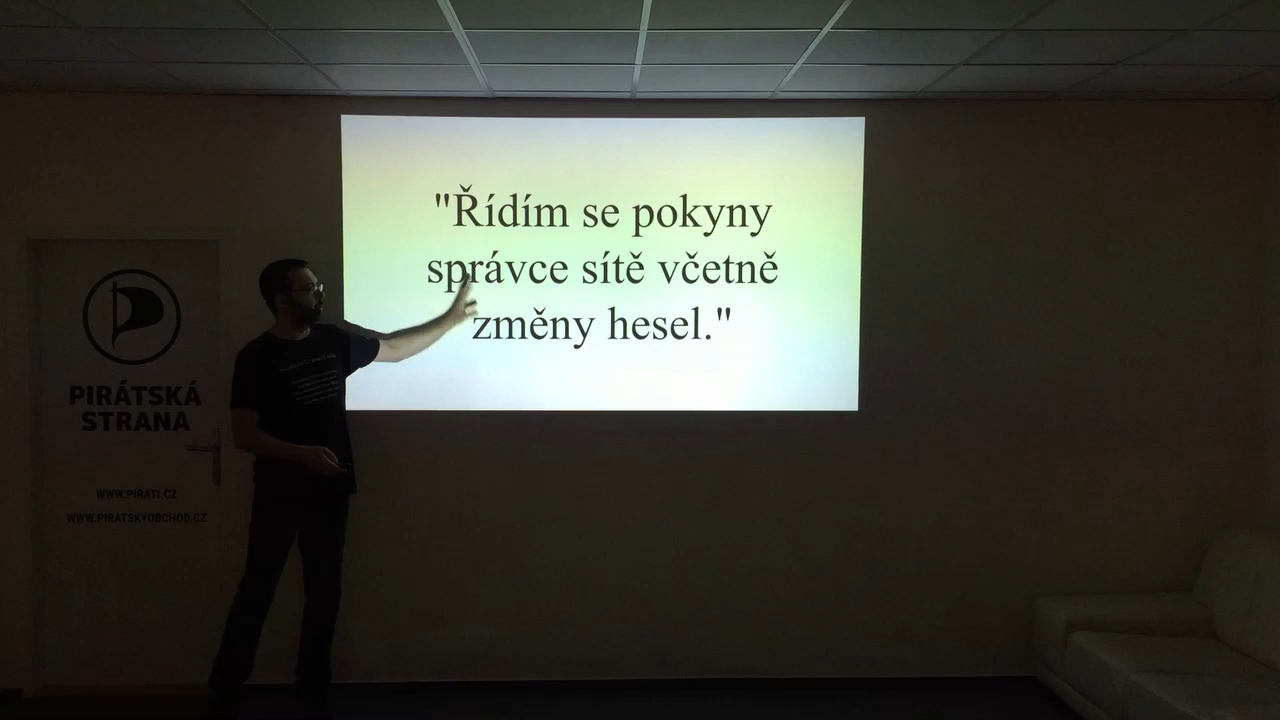 "Řídím se pokyny
správce sítě včetně
změny hesel."
PIRÁTSKÁ
STRANA
WWW.PIRATI.CZ
WWW.PIRATSKYOBCHOD.CZ